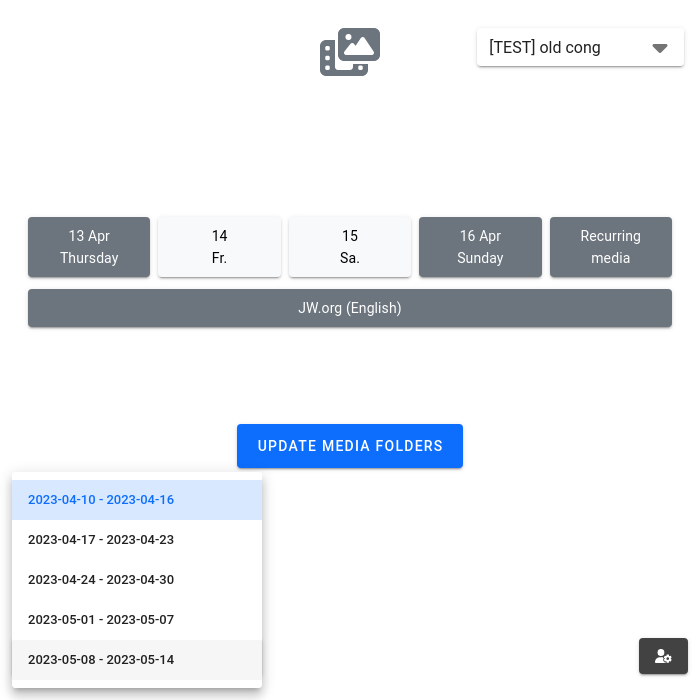 [TEST] old cong
13 Apr
Thursday
14
Fr.
15
Sa.
16 Apr
Sunday
Recurring
media
JW.org (English)
UPDATE MEDIA FOLDERS
2023-04-10 - 2023-04-16
2023-04-17 - 2023-04-23
2023-04-24 - 2023-04-30
2023-05-01 - 2023-05-07
2023-05-08 - 2023-05-14